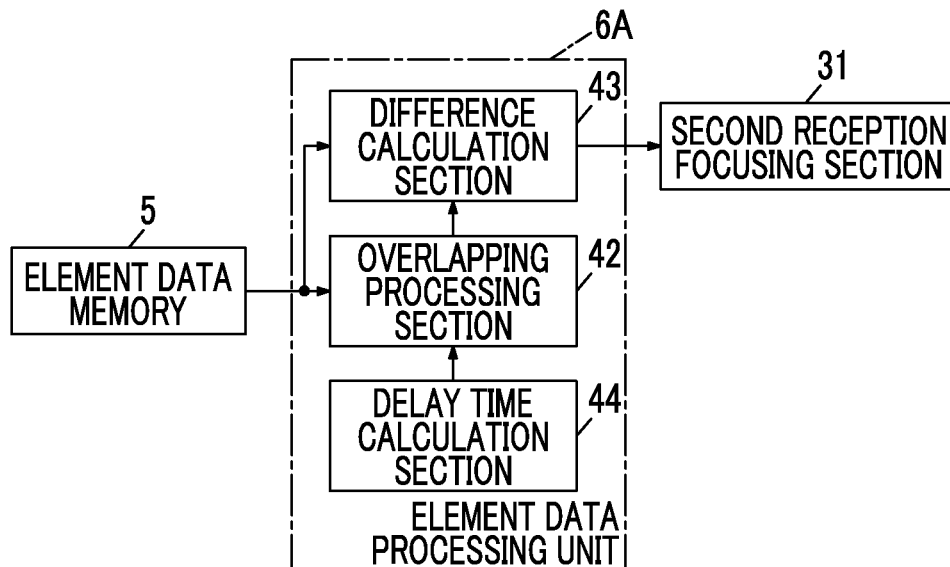 6A
43
DIFFERENCE
CALCULATION
SECTION
31
SECOND RECEPTION
FOCUSING SECTION
5
ELEMENT DATA
MEMORY
42
OVERLAPPING
PROCESSING
SECTION
44
DELAY TIME
CALCULATION
SECTION
ELEMENT DATA
PROCESSING UNIT